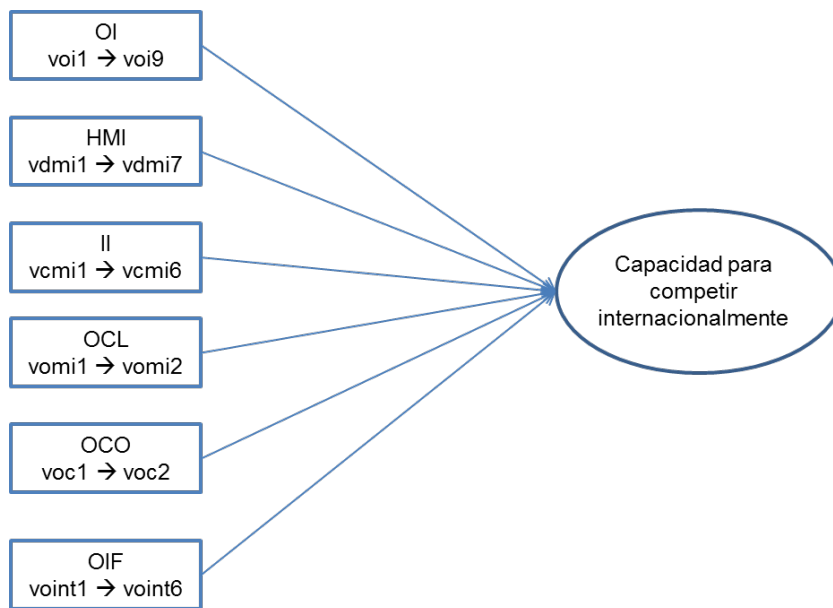 OI
voi1 → voi9
HMI
vdmi1 → vdmi7
II
vcmi1 → vcmi6
OCL
vomi1 → vomi2
OCO
voc1 → voc2
OIF
voint1 → voint6
Capacidad para
competir
internacionalmente